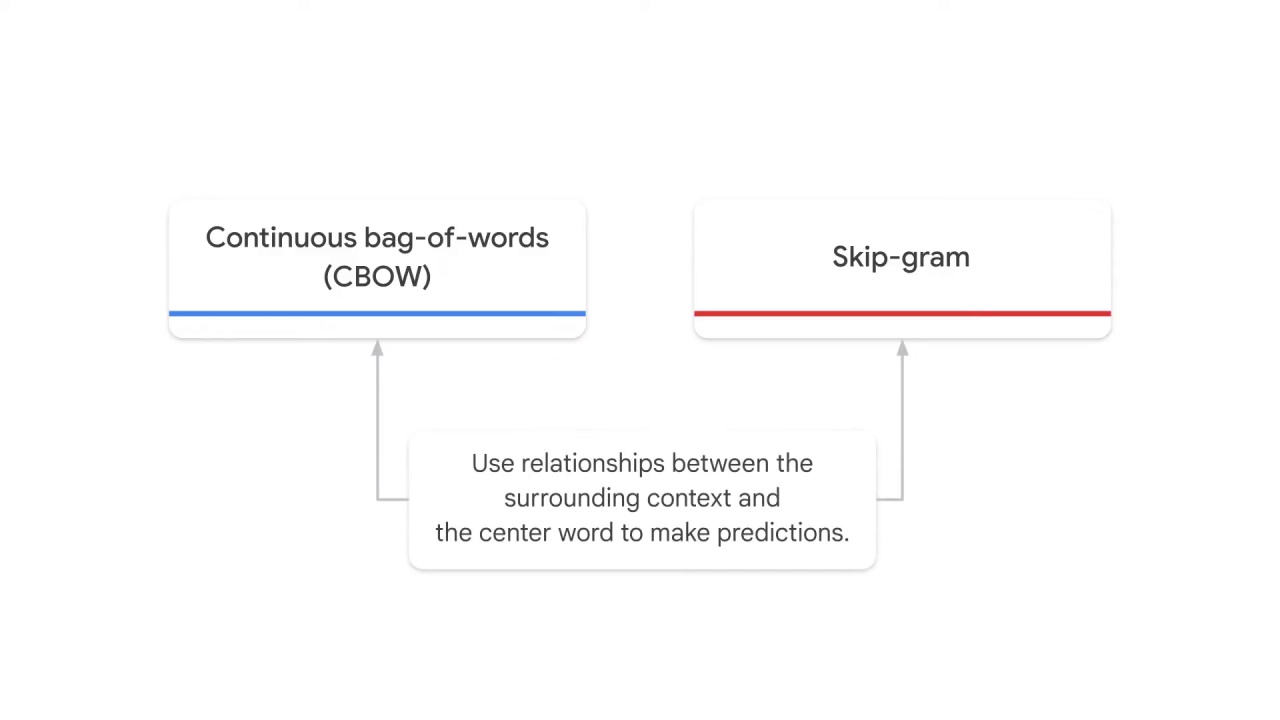 Continuous bag-of-words
(CBOW)
Skip-gram
Use relationships between the
surrounding context and
the center word to make predictions.